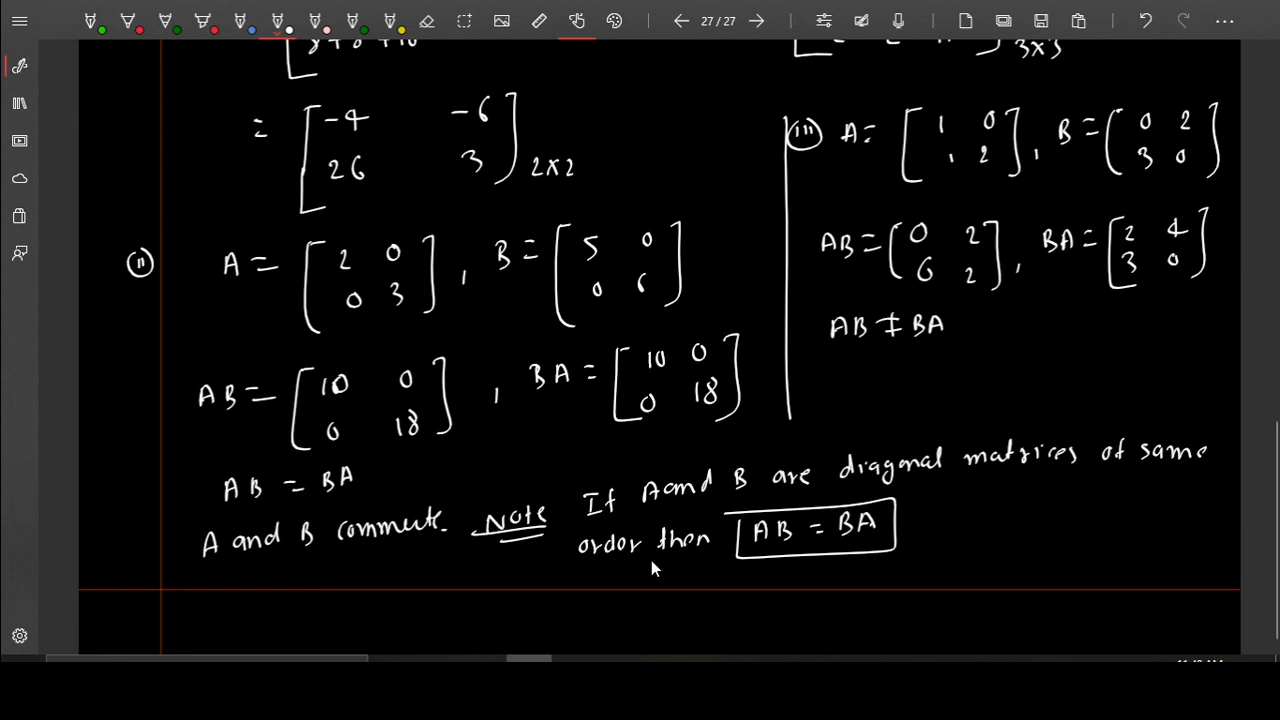 27 / 27
= [ -4 -6
26 3 ] 2x2
(ii) A = [ 2 0
0 3 ] , B = [ 5 0
0 6 ]
AB = [ 10 0
0 18 ] , BA = [ 10 0
0 18 ]
AB = BA
A and B commute.
(iii) A = [ 1 0
1 2 ] , B = [ 0 2
3 0 ]
AB = [ 0 2
6 2 ] , BA = [ 2 4
3 0 ]
AB ≠ BA
3x3
Note If A and B are diagonal matrices of same
order then AB = BA